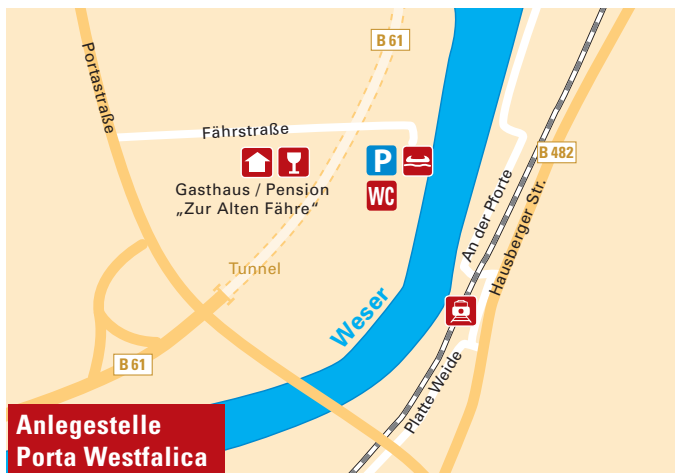 B 61
Portastraße
Fährstraße
P
WC
Gasthaus / Pension
„Zur Alten Fähre“
B 482
An der Pforte
Hausberger Str.
Tunnel
Weser
B 61
Platte Weide
Anlegestelle
Porta Westfalica